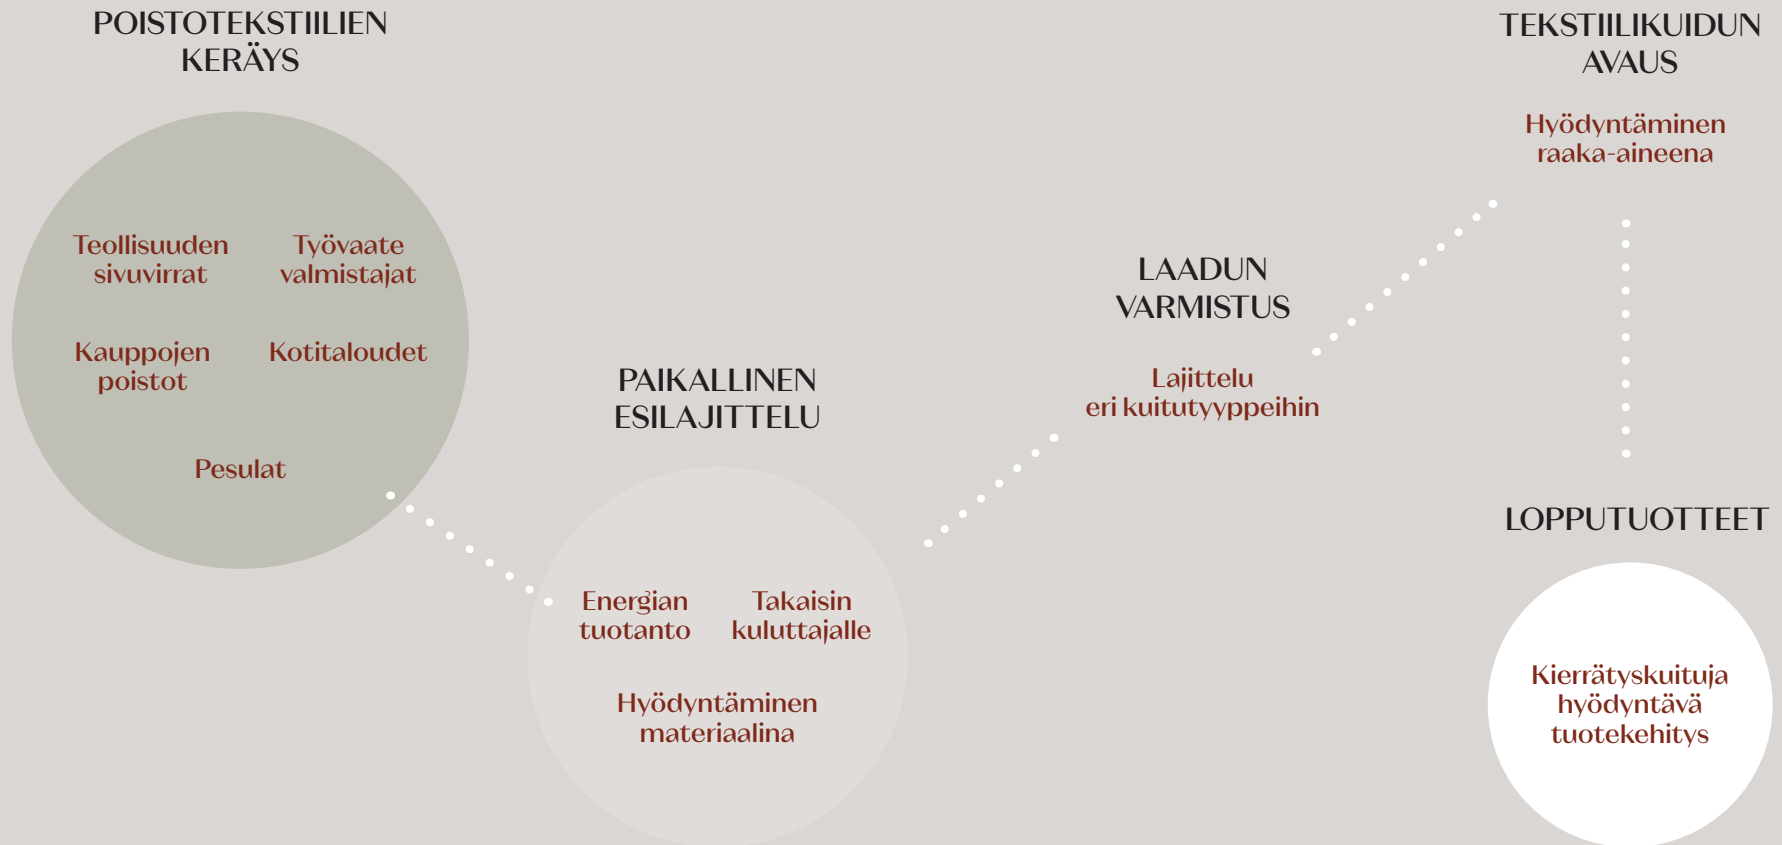 POISTOTEKSTIILIEN
KERÄYS
Teollisuuden
sivuvirrat
Työvaate
valmistajat
Kauppojen
poistot
Kotitaloudet
Pesulat
PAIKALLINEN
ESILAJITTELU
Energian
tuotanto
Takaisin
kuluttajalle
Hyödyntäminen
materiaalina
LAADUN
VARMISTUS
Lajittelu
eri kuitutyyppeihin
TEKSTIILIKUIDUN
AVAUS
Hyödyntäminen
raaka-aineena
LOPPUTUOTTEET
Kierrätyskuituja
hyödyntävä
tuotekehitys